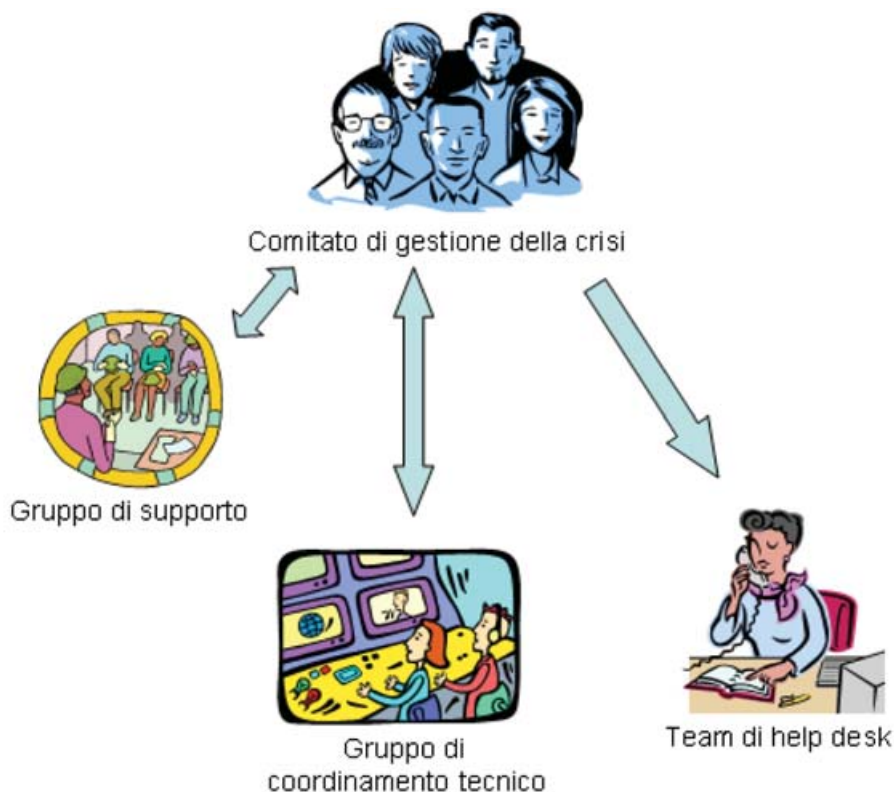 Comitato di gestione della crisi
Gruppo di supporto
Gruppo di
coordinamento tecnico
Team di help desk